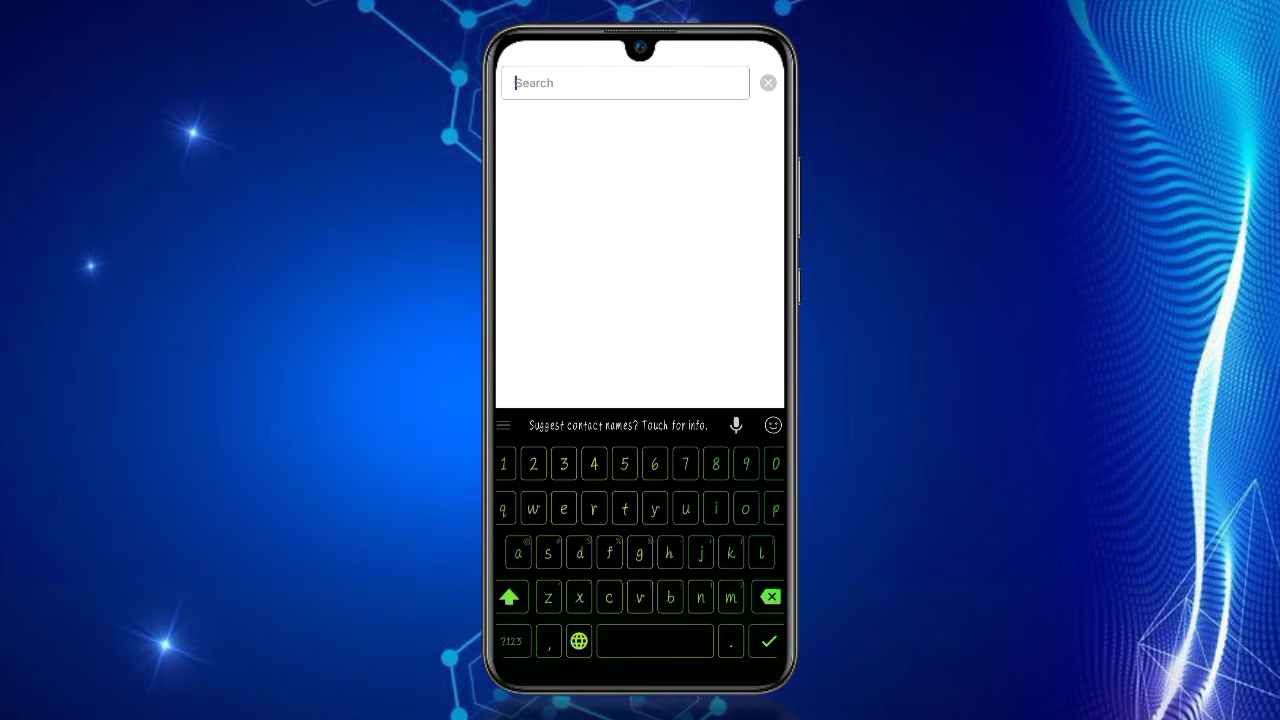 Search
Suggest contact names? Touch for info.
1 2 3 4 5 6 7 8 9 0
q w e r t y u i o p
a s d f g h j k l
z x c v b n m
?123 , .